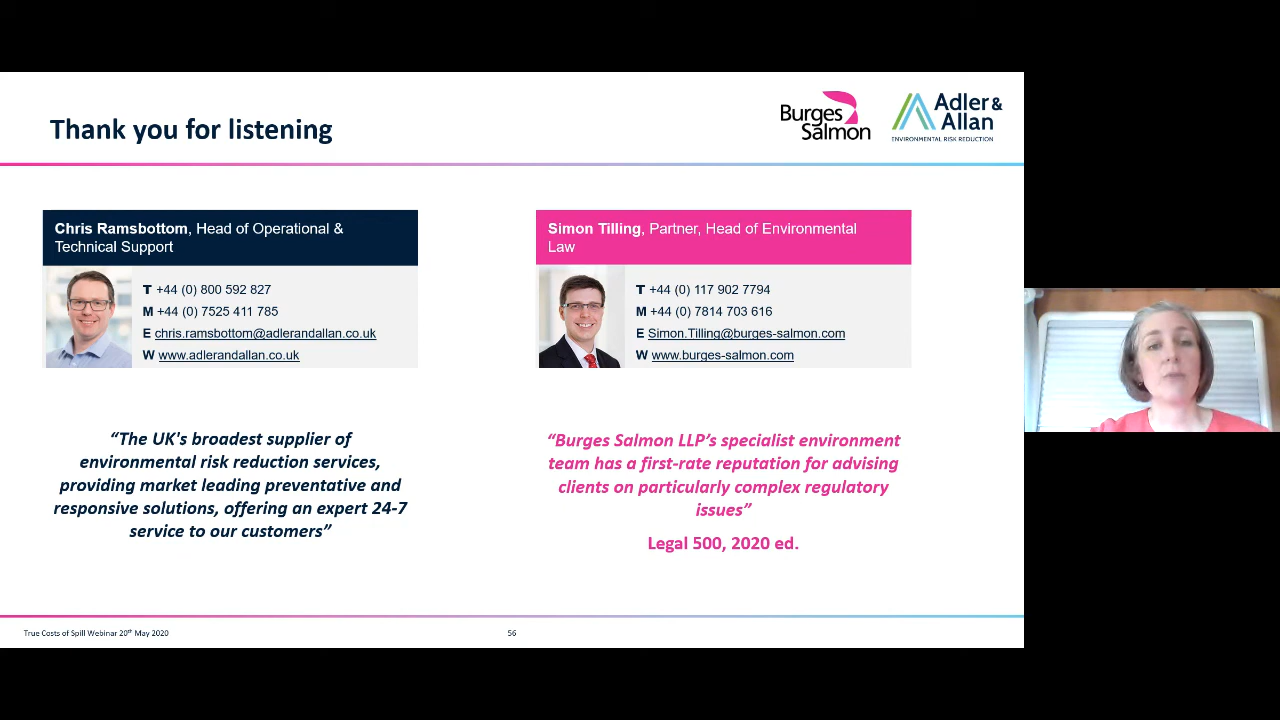 Thank you for listening
Burges
Salmon
Adler &
Allan
ENVIRONMENTAL RISK REDUCTION
Chris Ramsbottom, Head of Operational &
Technical Support
T +44 (0) 800 592 827
M +44 (0) 7525 411 785
E chris.ramsbottom@adlerandallan.co.uk
W www.adlerandallan.co.uk
Simon Tilling, Partner, Head of Environmental
Law
T +44 (0) 117 902 7794
M +44 (0) 7814 703 616
E Simon.Tilling@burges-salmon.com
W www.burges-salmon.com
“The UK's broadest supplier of
environmental risk reduction services,
providing market leading preventative and
responsive solutions, offering an expert 24-7
service to our customers”
“Burges Salmon LLP’s specialist environment
team has a first-rate reputation for advising
clients on particularly complex regulatory
issues”
Legal 500, 2020 ed.
True Costs of Spill Webinar 20th May 2020
56